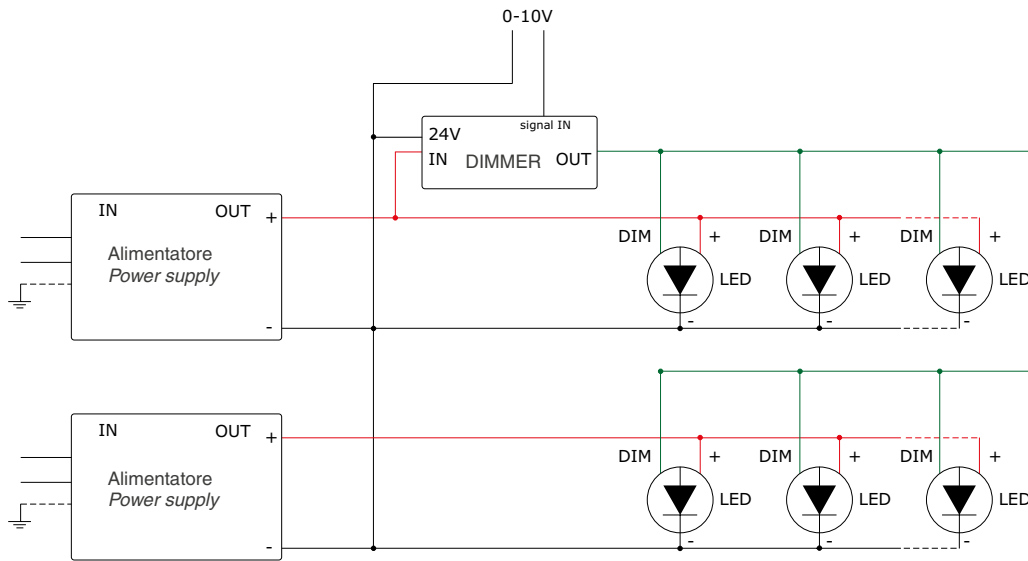 0-10V
signal IN
24V
IN DIMMER OUT
IN OUT +
Alimentatore
Power supply
-
DIM + LED -
DIM + LED -
DIM + LED -
IN OUT +
Alimentatore
Power supply
-
DIM + LED -
DIM + LED -
DIM + LED -